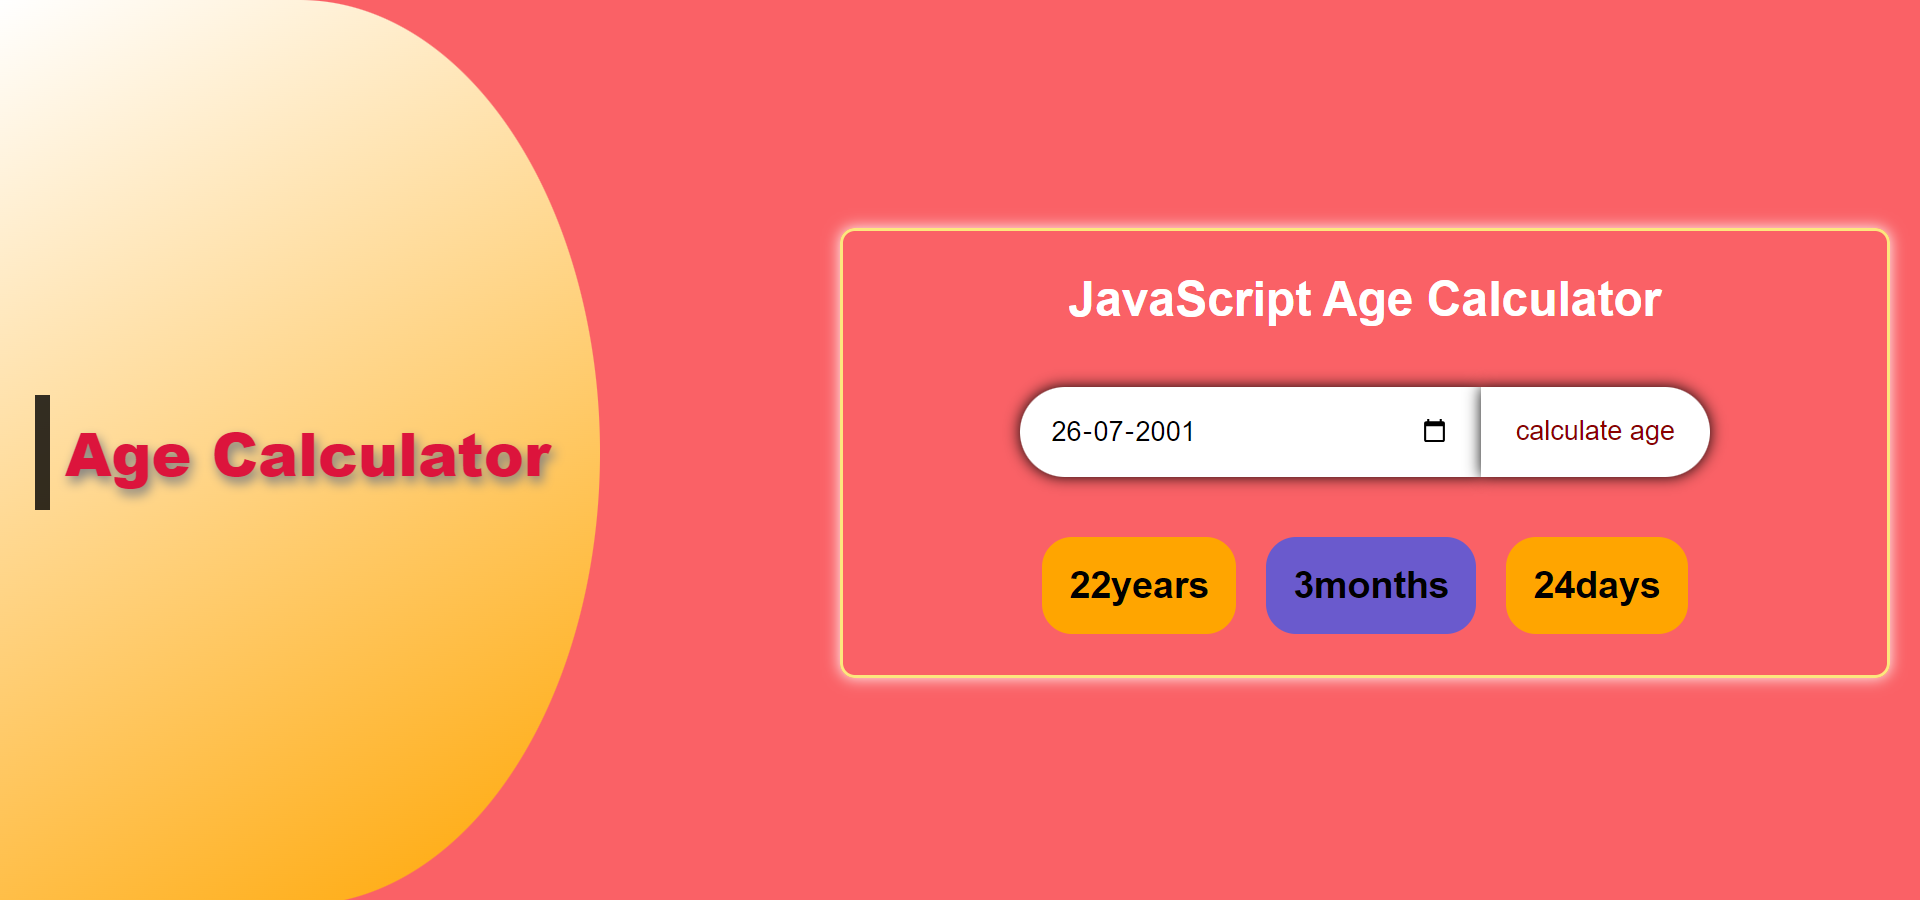 Age Calculator
JavaScript Age Calculator
26-07-2001
calculate age
22years
3months
24days